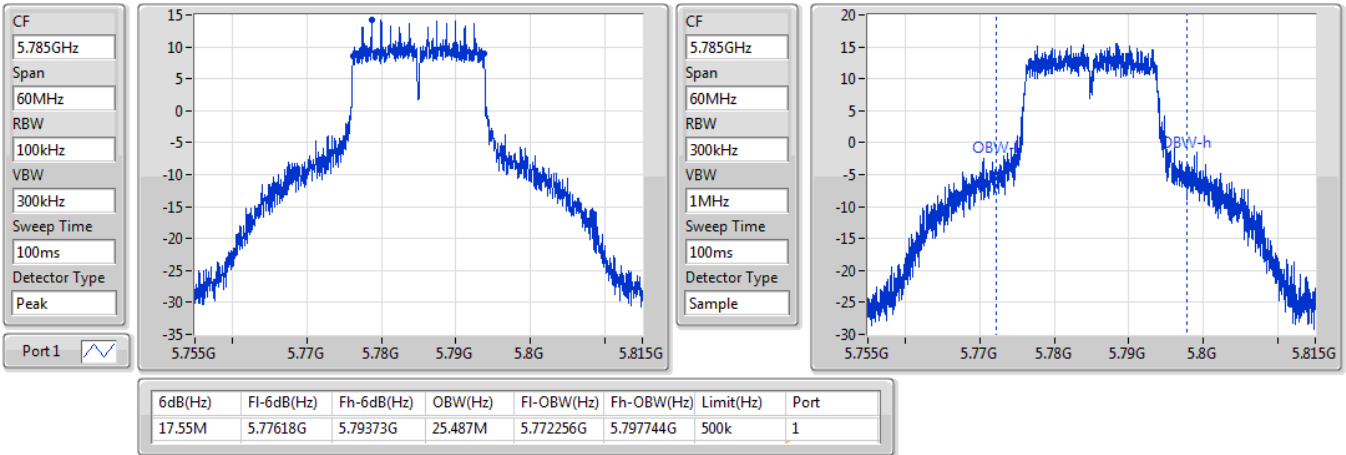 CF
5.785GHz
Span
60MHz
RBW
100kHz
VBW
300kHz
Sweep Time
100ms
Detector Type
Peak
Port 1
15
10
5
0
-5
-10
-15
-20
-25
-30
-35
5.755G 5.77G 5.78G 5.79G 5.8G 5.815G
CF
5.785GHz
Span
60MHz
RBW
300kHz
VBW
1MHz
Sweep Time
100ms
Detector Type
Sample
20
15
10
5
0
-5
-10
-15
-20
-25
-30
OBW-h
5.755G 5.77G 5.78G 5.79G 5.8G 5.815G
6dB(Hz) Fl-6dB(Hz) Fh-6dB(Hz) OBW(Hz) Fl-OBW(Hz) Fh-OBW(Hz) Limit(Hz) Port
17.55M 5.77618G 5.79373G 25.487M 5.772256G 5.797744G 500k 1